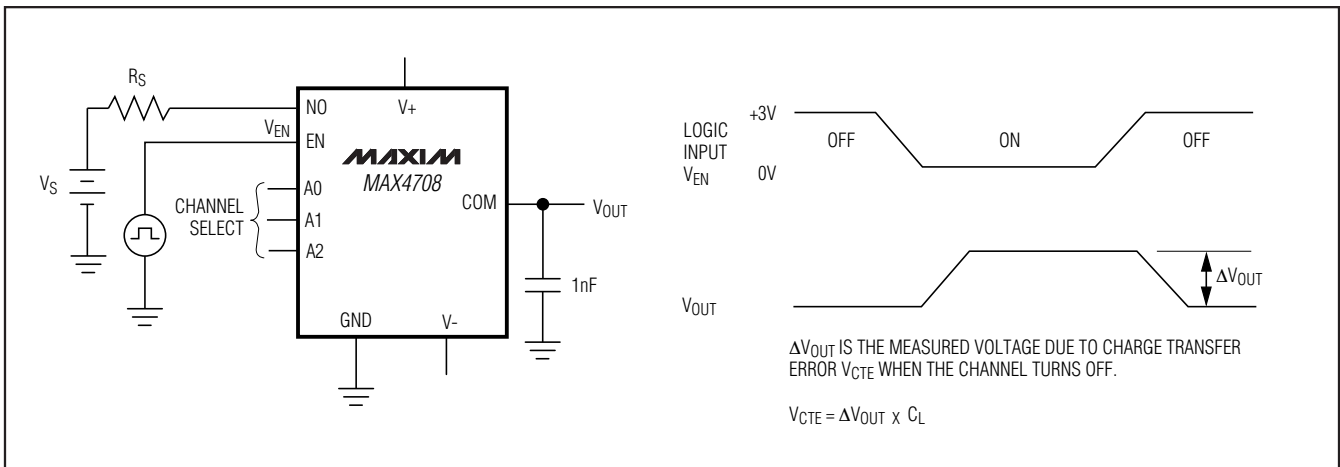 RS
NO
V+
VEN
EN
MAXIM
MAX4708
VS
A0
CHANNEL
SELECT
A1
A2
COM
VOUT
1nF
GND
V-
LOGIC
INPUT
VEN
+3V
0V
OFF
ON
OFF
VOUT
ΔVOUT
ΔVOUT IS THE MEASURED VOLTAGE DUE TO CHARGE TRANSFER
ERROR VCTE WHEN THE CHANNEL TURNS OFF.
VCTE = ΔVOUT x CL